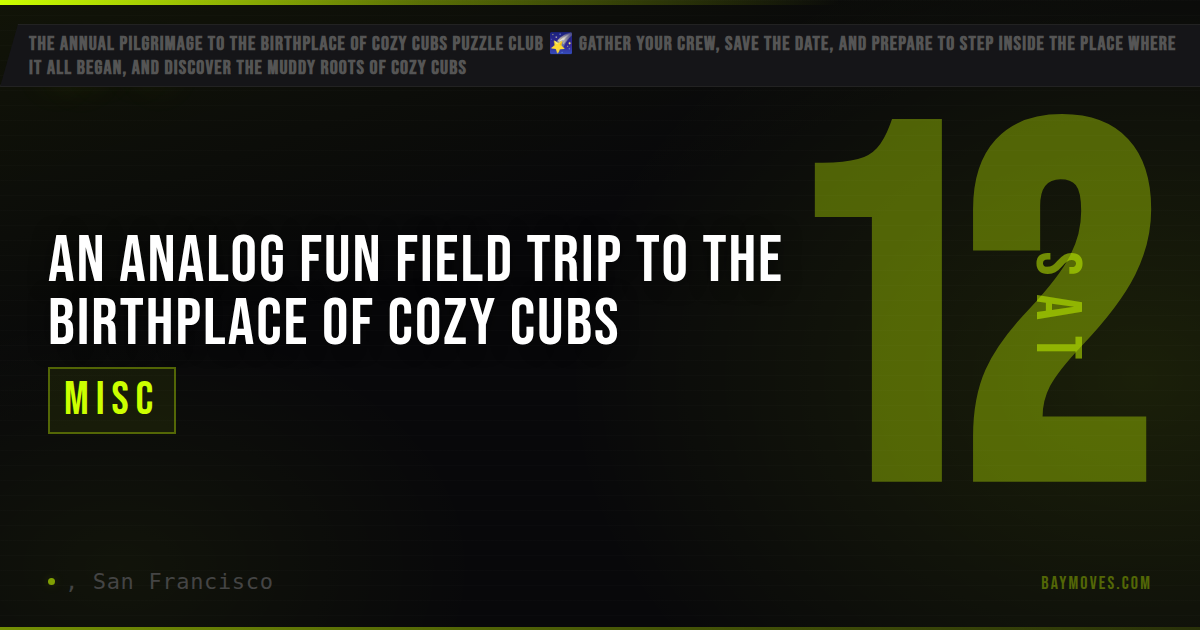 THE ANNUAL PILGRIMAGE TO THE BIRTHPLACE OF COZY CUBS PUZZLE CLUB 🌠 GATHER YOUR CREW, SAVE THE DATE, AND PREPARE TO STEP INSIDE THE PLACE WHERE
IT ALL BEGAN, AND DISCOVER THE MUDDY ROOTS OF COZY CUBS
12
SAT
AN ANALOG FUN FIELD TRIP TO THE
BIRTHPLACE OF COZY CUBS
MISC
, San Francisco
BAYMOVES.COM